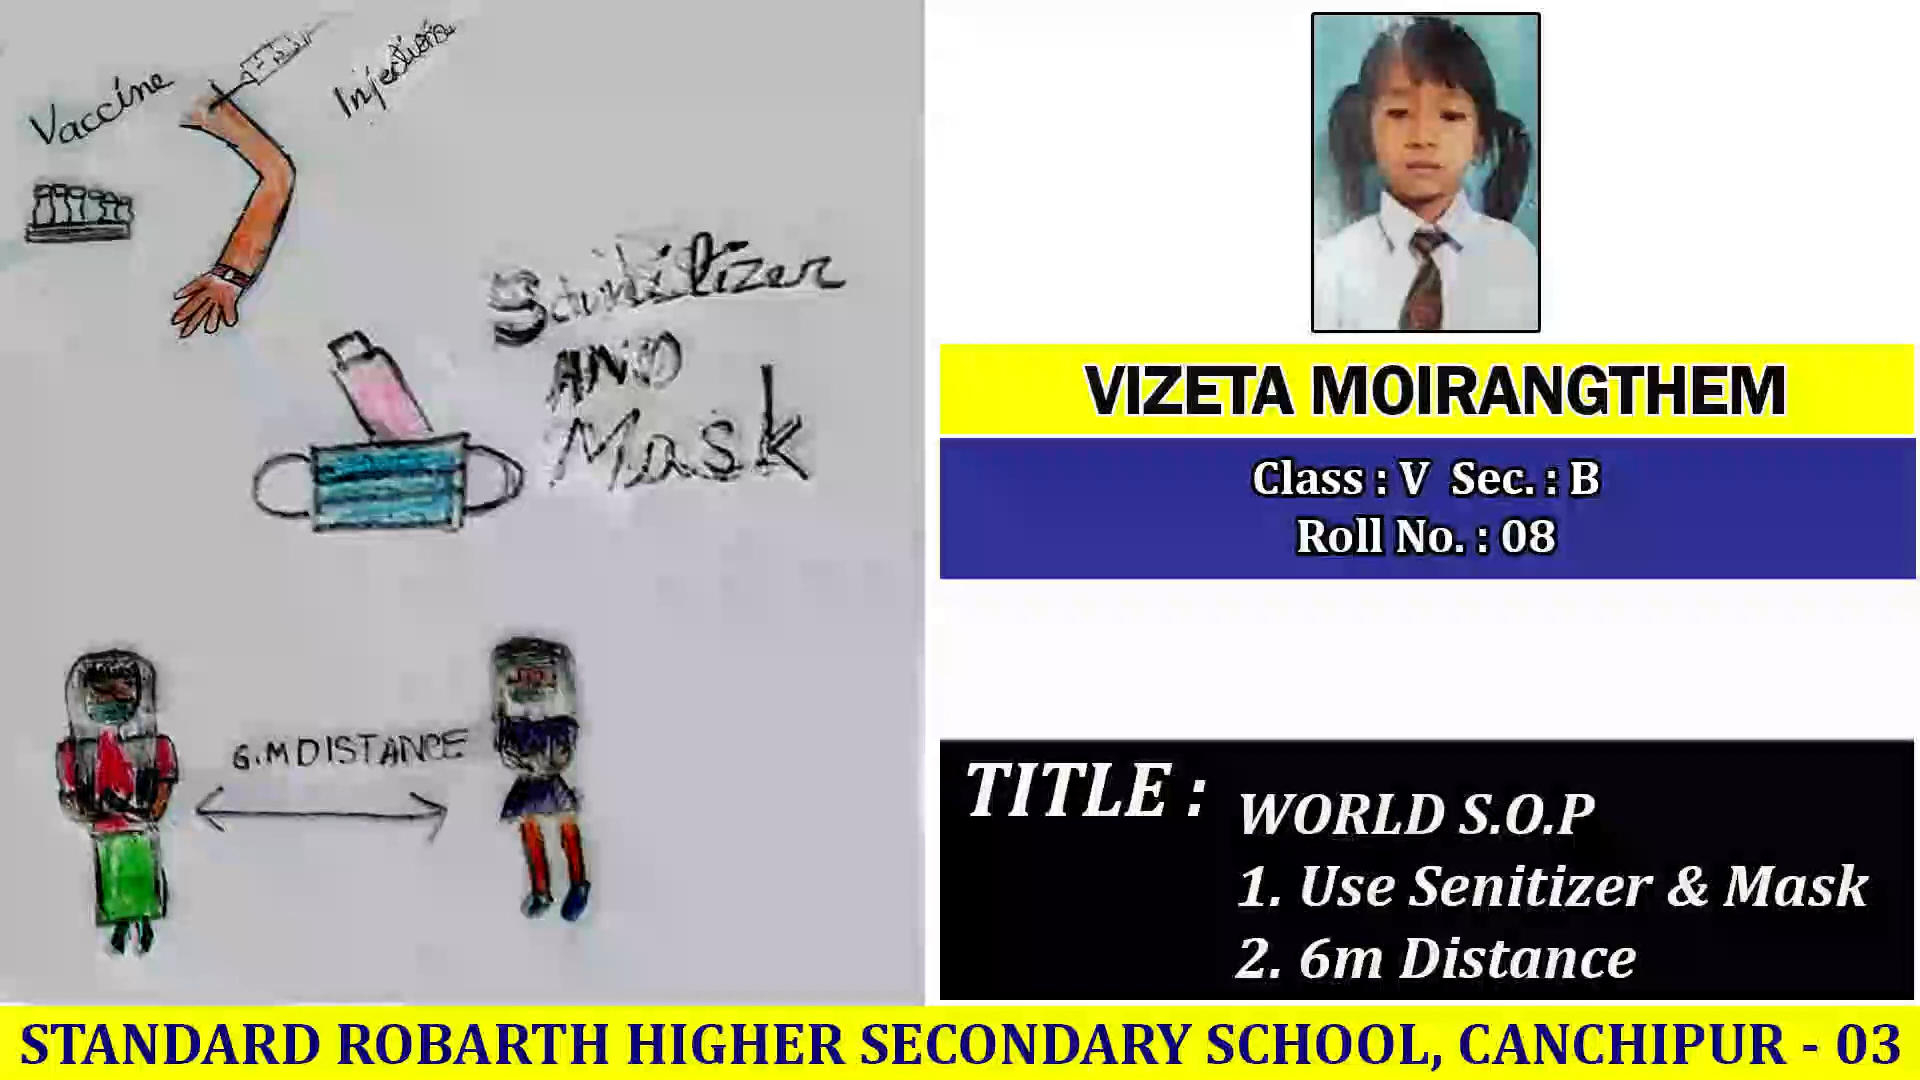 Vaccine
Injection
Sanitizer
AND
Mask
6.M DISTANCE
VIZETA MOIRANGTHEM
Class : V Sec. : B
Roll No. : 08
TITLE :
WORLD S.O.P
1. Use Senitizer & Mask
2. 6m Distance
STANDARD ROBARTH HIGHER SECONDARY SCHOOL, CANCHIPUR - 03